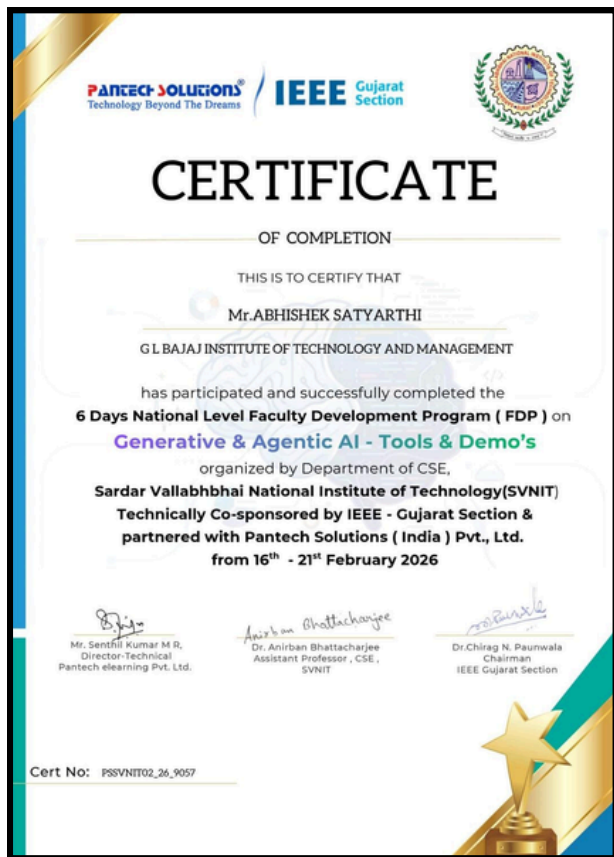 PANTECH SOLUTIONS®
Technology Beyond The Dreams
IEEE Gujarat Section
CERTIFICATE
OF COMPLETION
THIS IS TO CERTIFY THAT
Mr.ABHISHEK SATYARTHI
G L BAJAJ INSTITUTE OF TECHNOLOGY AND MANAGEMENT
has participated and successfully completed the
6 Days National Level Faculty Development Program ( FDP ) on
Generative & Agentic AI - Tools & Demo's
organized by Department of CSE,
Sardar Vallabhbhai National Institute of Technology(SVNIT)
Technically Co-sponsored by IEEE - Gujarat Section &
partnered with Pantech Solutions ( India ) Pvt., Ltd.
from 16th - 21st February 2026
Anirban Bhattacharjee
Mr. Senthil Kumar M R,
Director-Technical
Pantech elearning Pvt. Ltd.
Dr. Anirban Bhattacharjee
Assistant Professor , CSE ,
SVNIT
Dr.Chirag N. Paunwala
Chairman
IEEE Gujarat Section
Cert No: PSSVNIT02_26_9057